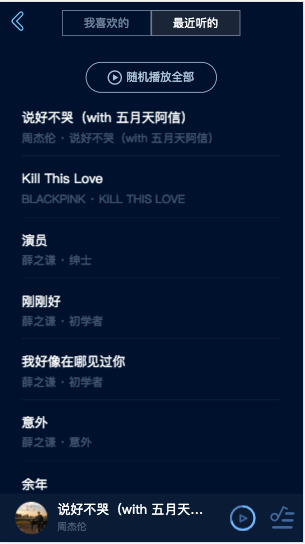 我喜欢的 最近听的
随机播放全部
说好不哭（with 五月天阿信）
周杰伦 · 说好不哭（with 五月天阿信）
Kill This Love
BLACKPINK · KILL THIS LOVE
演员
薛之谦 · 绅士
刚刚好
薛之谦 · 初学者
我好像在哪见过你
薛之谦 · 初学者
意外
薛之谦 · 意外
余年
说好不哭（with 五月天...
周杰伦